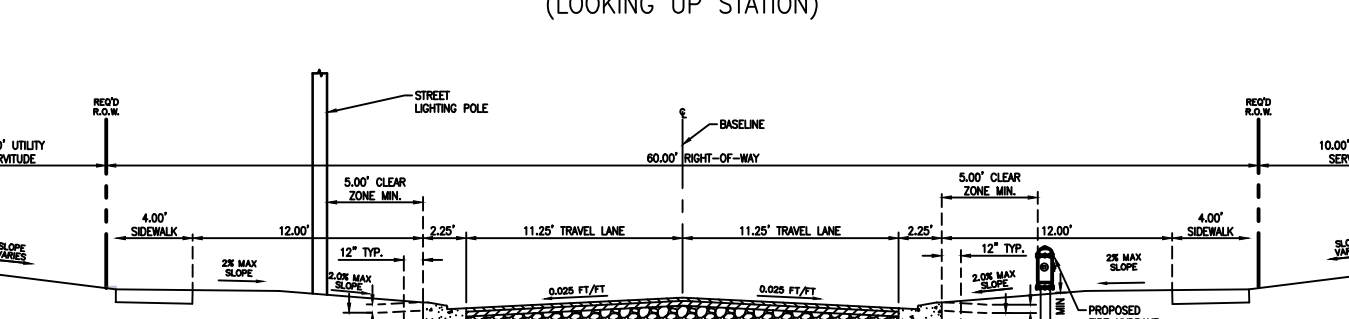 (LOOKING UP STATION)
REQ'D
R.O.W.
STREET
LIGHTING POLE
℄
BASELINE
REQ'D
R.O.W.
0' UTILITY
RVITUDE
60.00' RIGHT-OF-WAY
10.00'
SERV
5.00' CLEAR
ZONE MIN.
5.00' CLEAR
ZONE MIN.
4.00'
SIDEWALK
12.00'
2.25'
11.25' TRAVEL LANE
11.25' TRAVEL LANE
2.25'
12.00'
4.00'
SIDEWALK
SLOPE
VARIES
2% MAX
SLOPE
12" TYP.
2.0% MAX
SLOPE
0.025 FT/FT
0.025 FT/FT
12" TYP.
2.0% MAX
SLOPE
2% MAX
SLOPE
SLO
VAR
MIN
PROPOSED